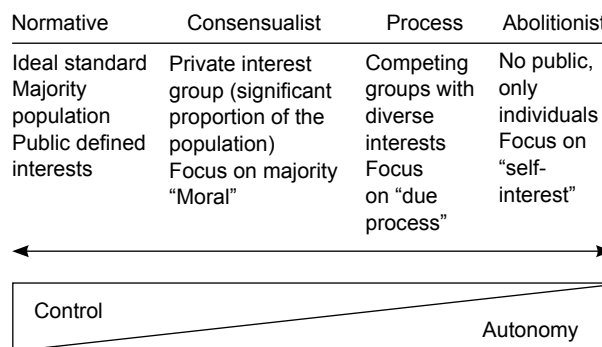 Normative Consensualist Process Abolitionist
Ideal standard
Majority
population
Public defined
interests
Private interest
group (significant
proportion of the
population)
Focus on majority
“Moral”
Competing
groups with
diverse
interests
Focus
on “due
process”
No public,
only
individuals
Focus on
“self-
interest”
Control
Autonomy